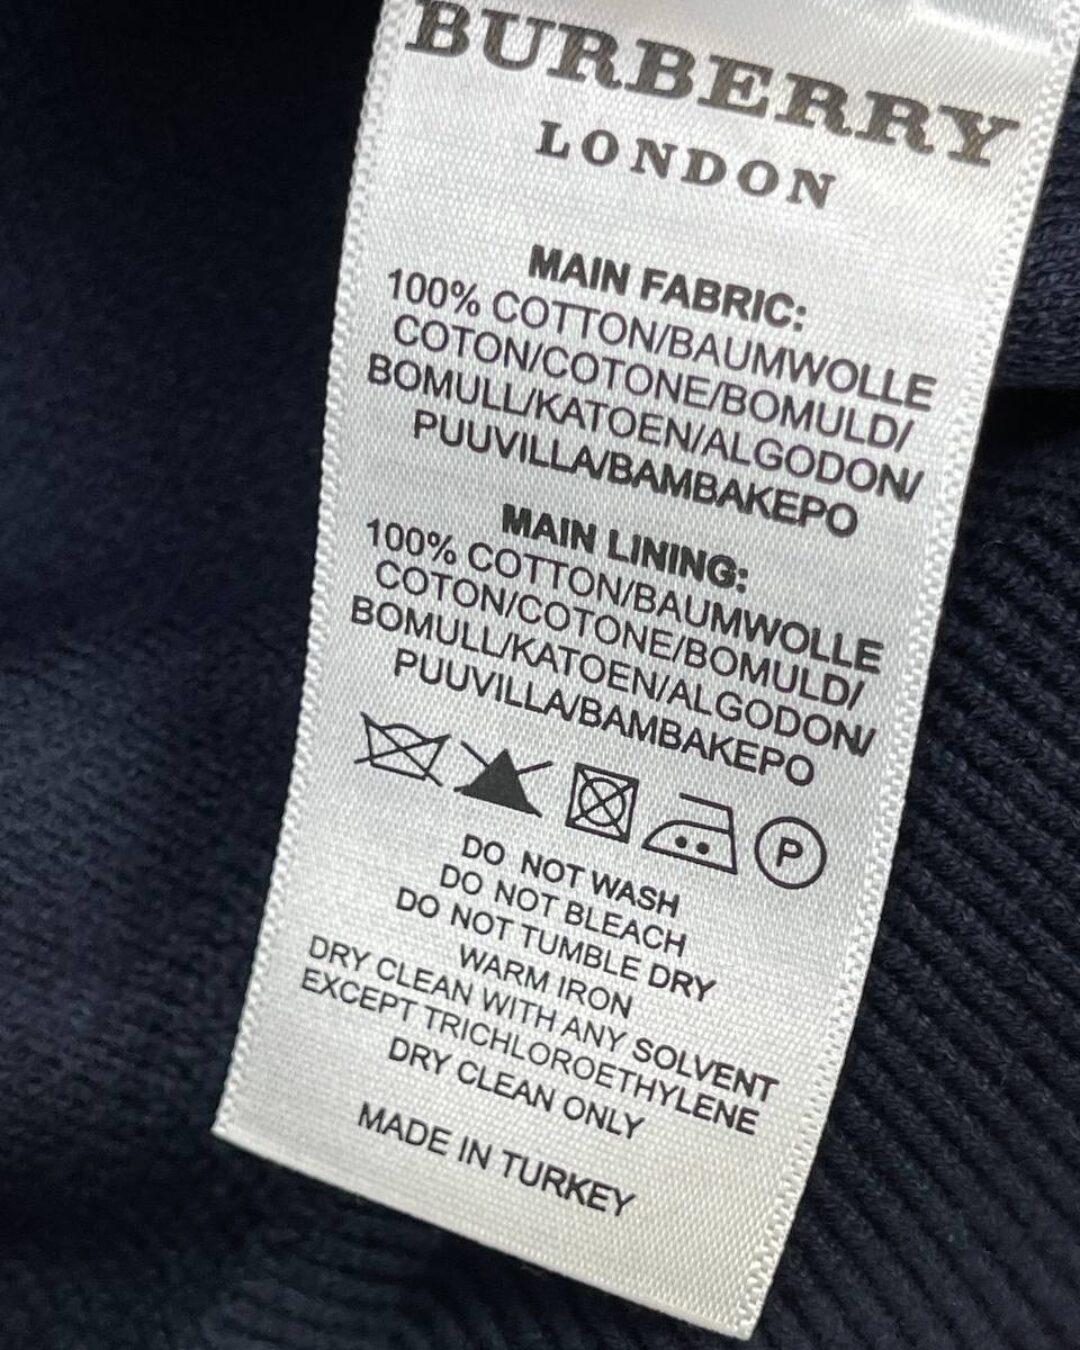 BURBERRY
LONDON
MAIN FABRIC:
100% COTTON/BAUMWOLLE
COTON/COTONE/BOMULD/
BOMULL/KATOEN/ALGODON/
PUUVILLA/BAMBAKEPO
MAIN LINING:
100% COTTON/BAUMWOLLE
COTON/COTONE/BOMULD/
BOMULL/KATOEN/ALGODON/
PUUVILLA/BAMBAKEPO
P
DO NOT WASH
DO NOT BLEACH
DO NOT TUMBLE DRY
WARM IRON
DRY CLEAN WITH ANY SOLVENT
EXCEPT TRICHLOROETHYLENE
DRY CLEAN ONLY
MADE IN TURKEY